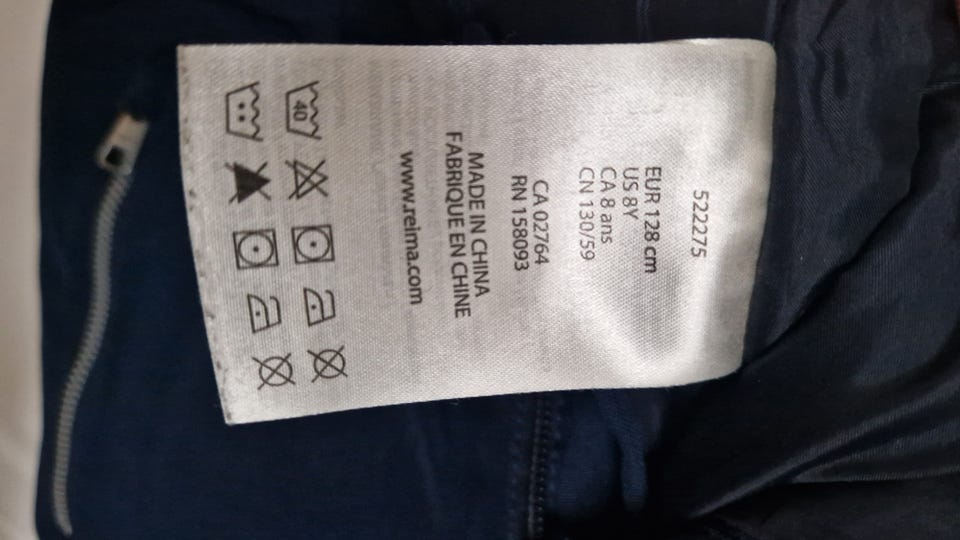 522275
EUR 128 cm
US 8Y
CA 8 ans
CN 130/59
CA 02764
RN 158093
MADE IN CHINA
FABRIQUE EN CHINE
www.reima.com
40